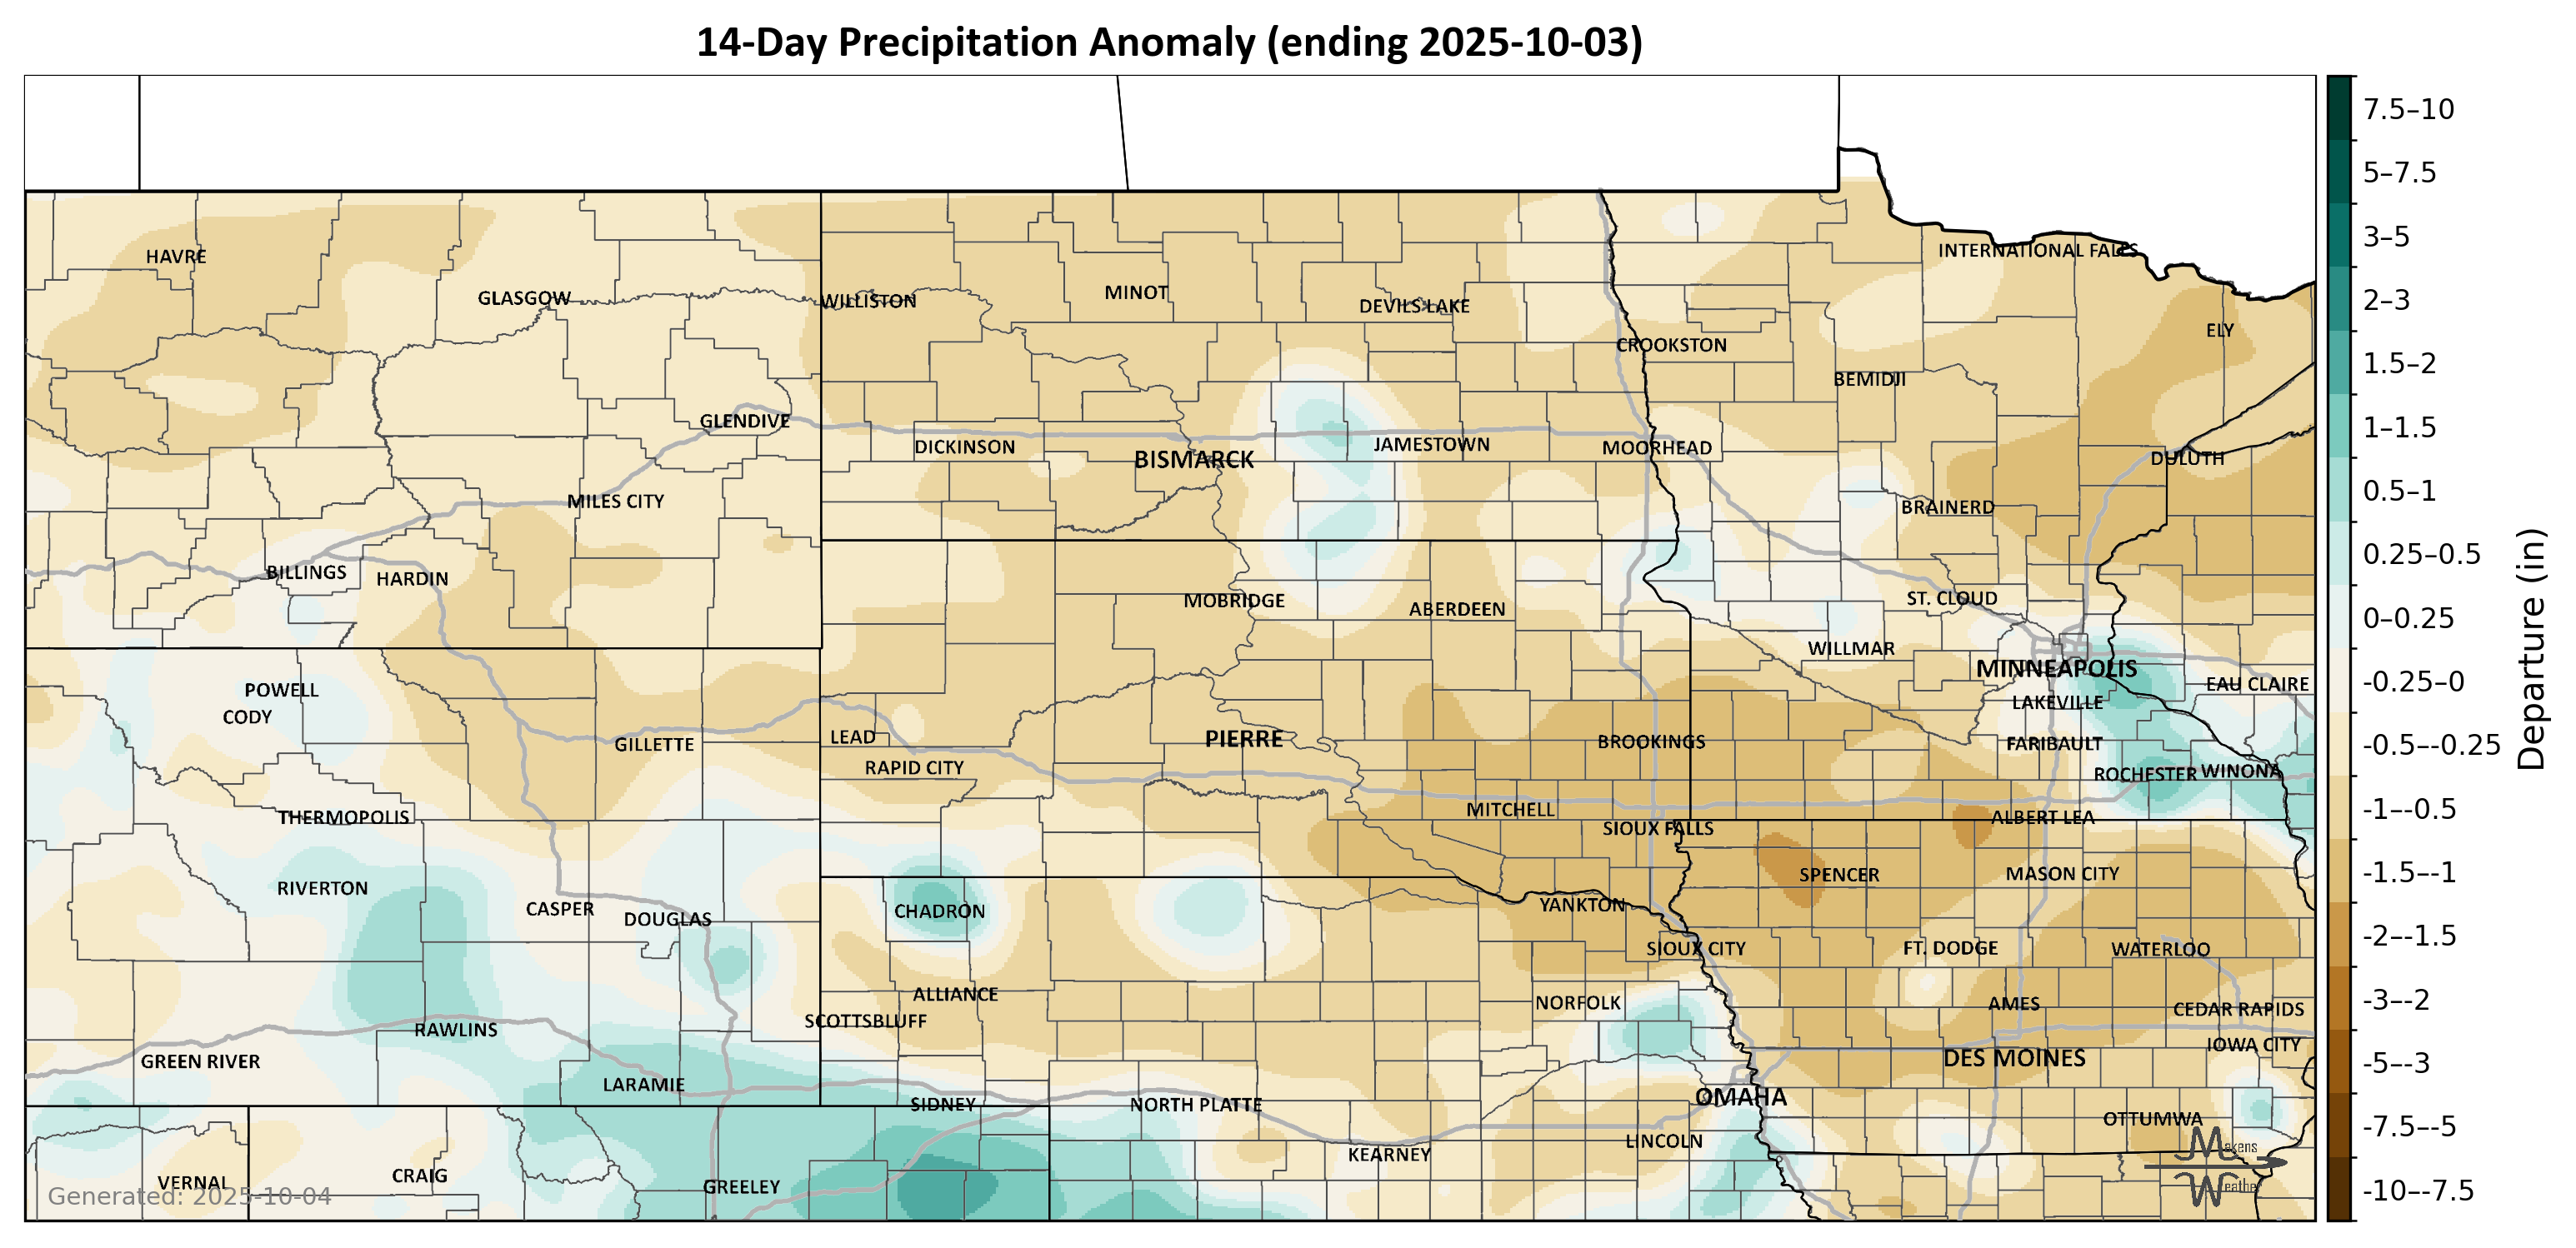 14-Day Precipitation Anomaly (ending 2025-10-03)
7.5–10
5–7.5
3–5
2–3
1.5–2
1–1.5
0.5–1
0.25–0.5
0–0.25
-0.25–0
-0.5–-0.25
-1–-0.5
-1.5–-1
-2–-1.5
-3–-2
-5–-3
-7.5–-5
-10–-7.5
Departure (in)
INTERNATIONAL FALLS
HAVRE
GLASGOW
WILLISTON
MINOT
DEVILS LAKE
ELY
CROOKSTON
BEMIDJI
GLENDIVE
DICKINSON
BISMARCK
JAMESTOWN
MOORHEAD
DULUTH
MILES CITY
BRAINERD
BILLINGS
HARDIN
MOBRIDGE
ABERDEEN
ST. CLOUD
WILLMAR
MINNEAPOLIS
POWELL
EAU CLAIRE
CODY
LAKEVILLE
GILLETTE
LEAD
PIERRE
BROOKINGS
FARIBAULT
RAPID CITY
ROCHESTER
WINONA
THERMOPOLIS
MITCHELL
SIOUX FALLS
ALBERT LEA
RIVERTON
SPENCER
MASON CITY
CASPER
DOUGLAS
CHADRON
YANKTON
SIOUX CITY
FT. DODGE
WATERLOO
ALLIANCE
NORFOLK
AMES
CEDAR RAPIDS
SCOTTSBLUFF
RAWLINS
IOWA CITY
GREEN RIVER
DES MOINES
LARAMIE
SIDNEY
NORTH PLATTE
OMAHA
OTTUMWA
LINCOLN
KEARNEY
VERNAL
CRAIG
GREELEY
Generated: 2025-10-04
Makens
Weather